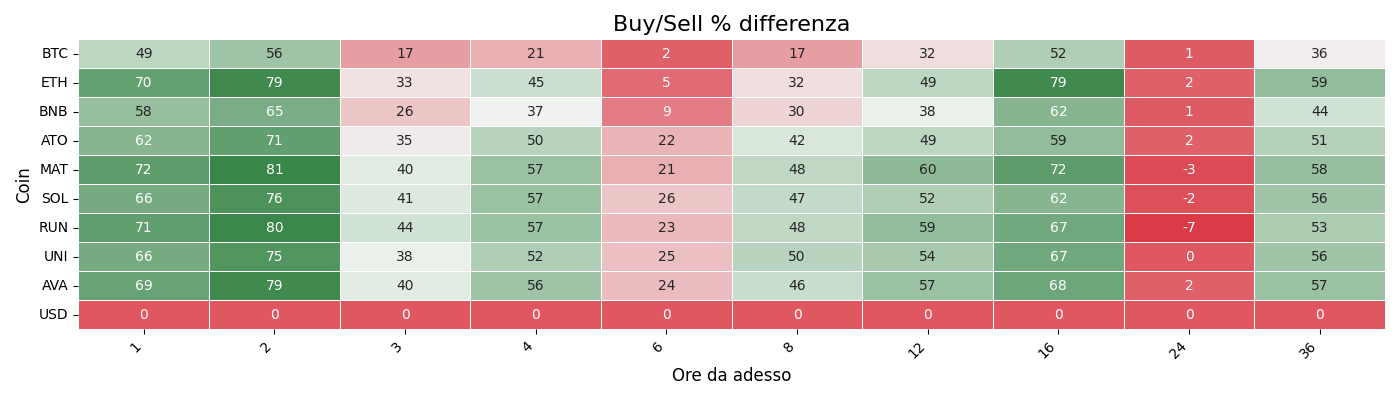 Buy/Sell % differenza
Coin
BTC 49 56 17 21 2 17 32 52 1 36
ETH 70 79 33 45 5 32 49 79 2 59
BNB 58 65 26 37 9 30 38 62 1 44
ATO 62 71 35 50 22 42 49 59 2 51
MAT 72 81 40 57 21 48 60 72 -3 58
SOL 66 76 41 57 26 47 52 62 -2 56
RUN 71 80 44 57 23 48 59 67 -7 53
UNI 66 75 38 52 25 50 54 67 0 56
AVA 69 79 40 56 24 46 57 68 2 57
USD 0 0 0 0 0 0 0 0 0 0
1 2 3 4 6 8 12 16 24 36
Ore da adesso